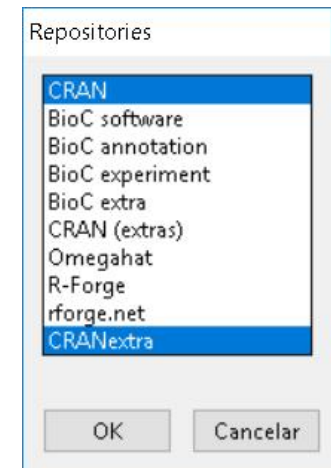 Repositories
CRAN
BioC software
BioC annotation
BioC experiment
BioC extra
CRAN (extras)
Omegahat
R-Forge
rforge.net
CRANextra
OK Cancelar